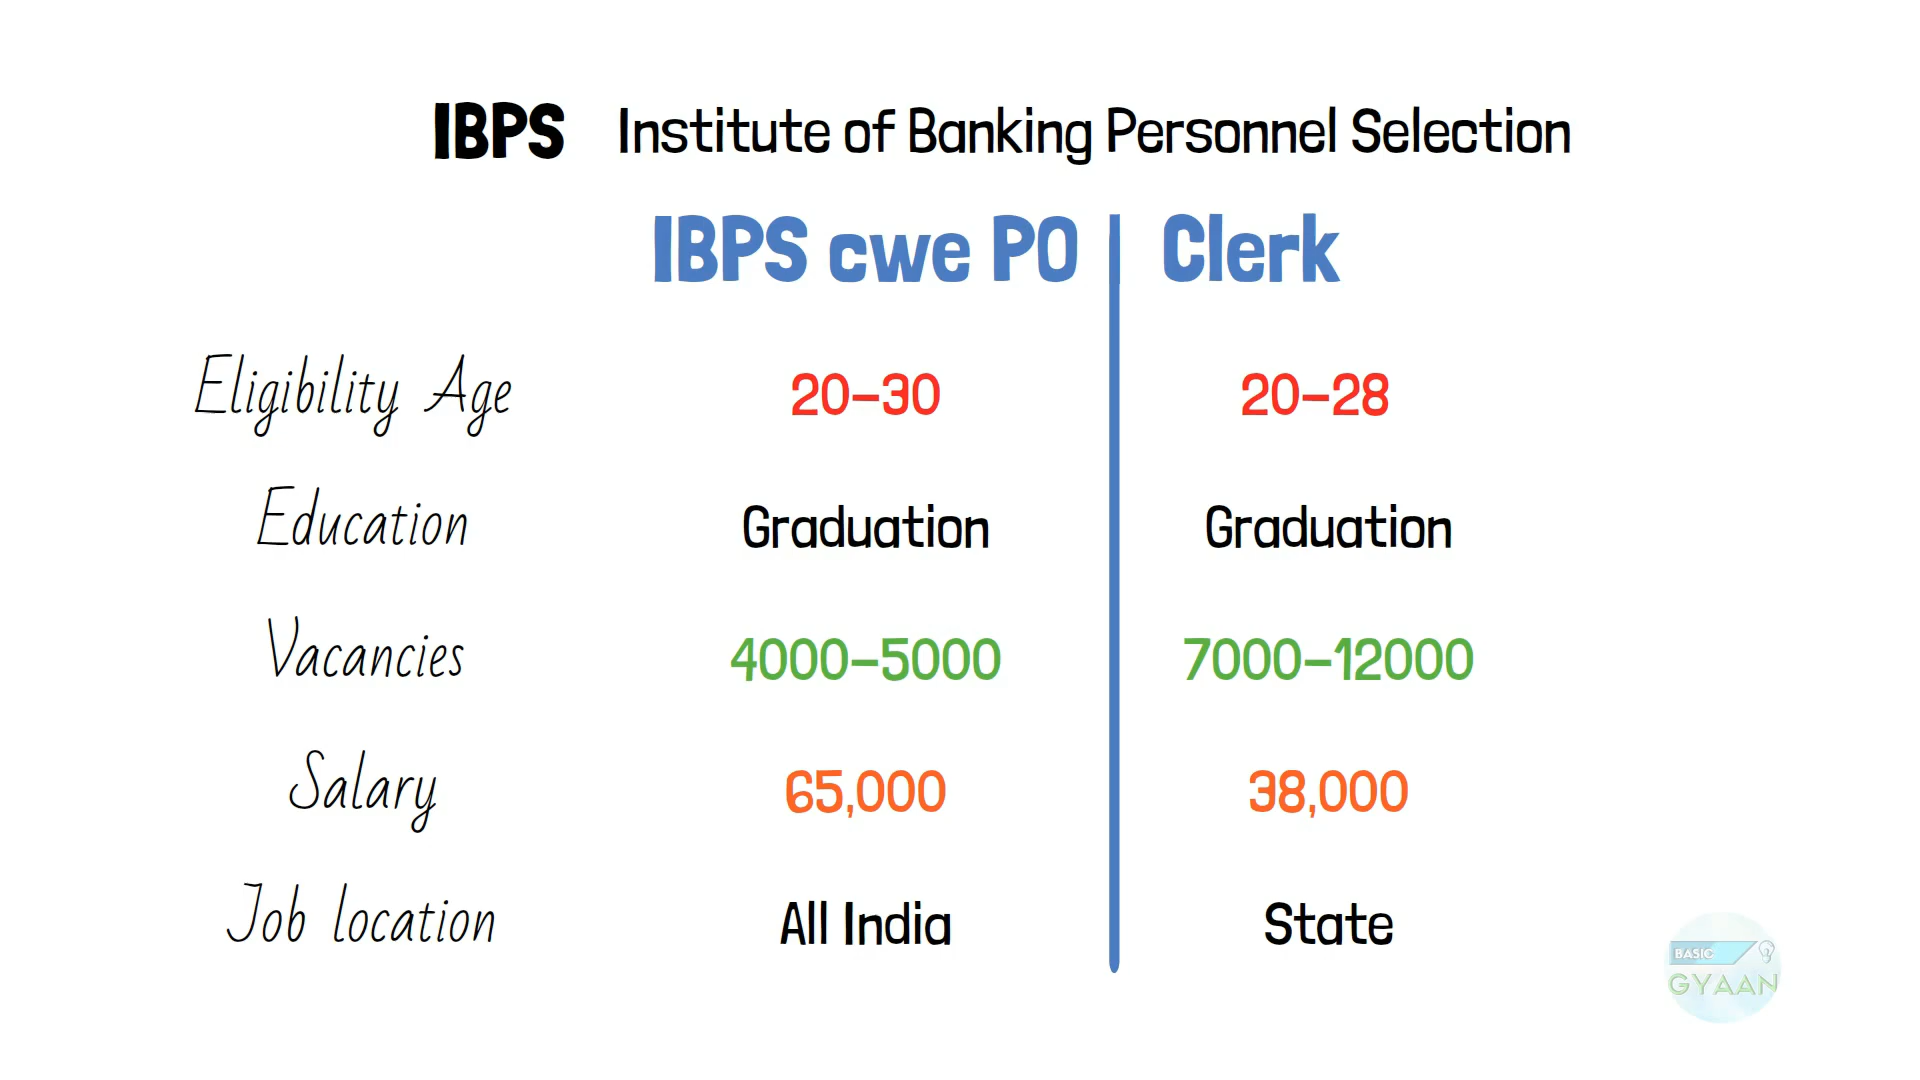 IBPS Institute of Banking Personnel Selection
IBPS cwe PO Clerk
Eligibility Age 20-30 20-28
Education Graduation Graduation
Vacancies 4000-5000 7000-12000
Salary 65,000 38,000
Job location All India State
BASIC
GYAAN